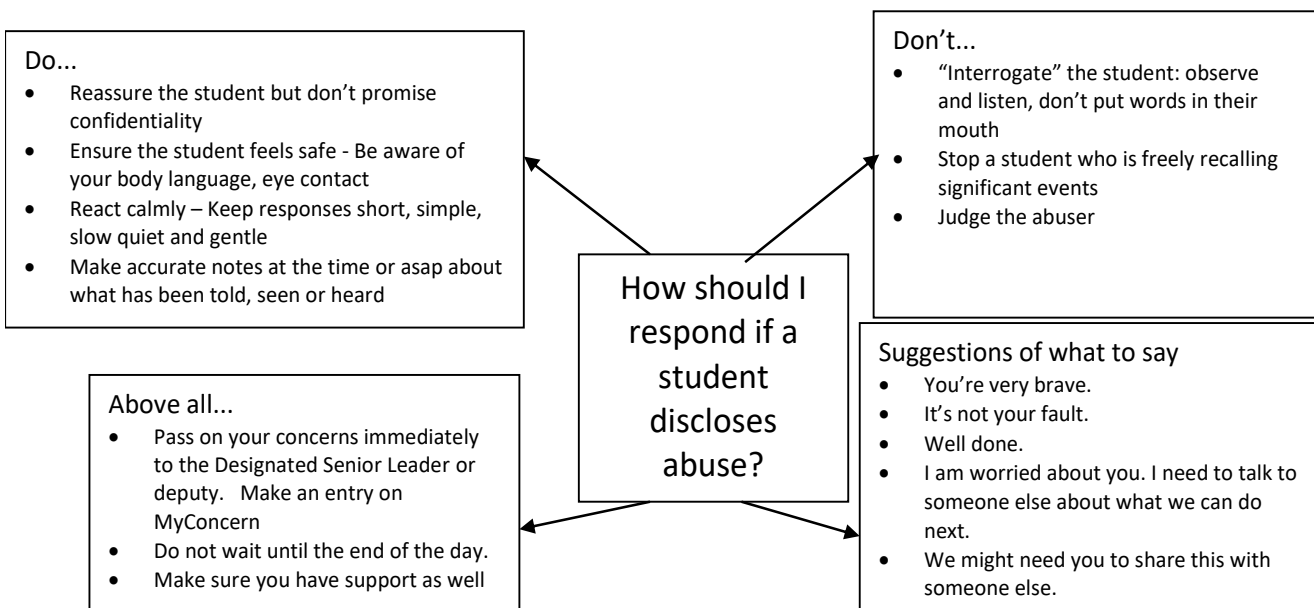 Do...
• Reassure the student but don’t promise
confidentiality
• Ensure the student feels safe - Be aware of
your body language, eye contact
• React calmly – Keep responses short, simple,
slow quiet and gentle
• Make accurate notes at the time or asap about
what has been told, seen or heard
Don’t...
• “Interrogate” the student: observe
and listen, don’t put words in their
mouth
• Stop a student who is freely recalling
significant events
• Judge the abuser
How should I
respond if a
student
discloses
abuse?
Above all...
• Pass on your concerns immediately
to the Designated Senior Leader or
deputy. Make an entry on
MyConcern
• Do not wait until the end of the day.
• Make sure you have support as well
Suggestions of what to say
• You’re very brave.
• It’s not your fault.
• Well done.
• I am worried about you. I need to talk to
someone else about what we can do
next.
• We might need you to share this with
someone else.